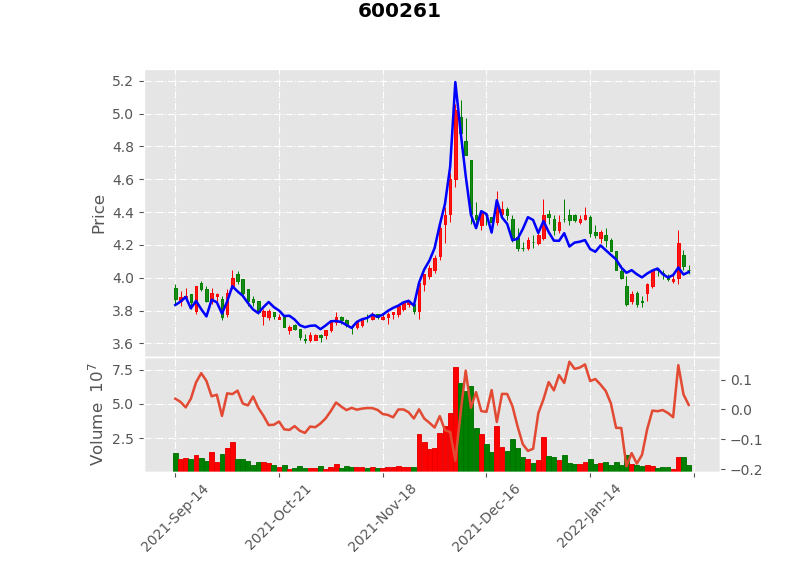 600261
5.2
5.0
4.8
4.6
4.4
4.2
4.0
3.8
3.6
Price
7.5
5.0
2.5
Volume 10^7
0.1
0.0
−0.1
−0.2
2021-Sep-14
2021-Oct-21
2021-Nov-18
2021-Dec-16
2022-Jan-14